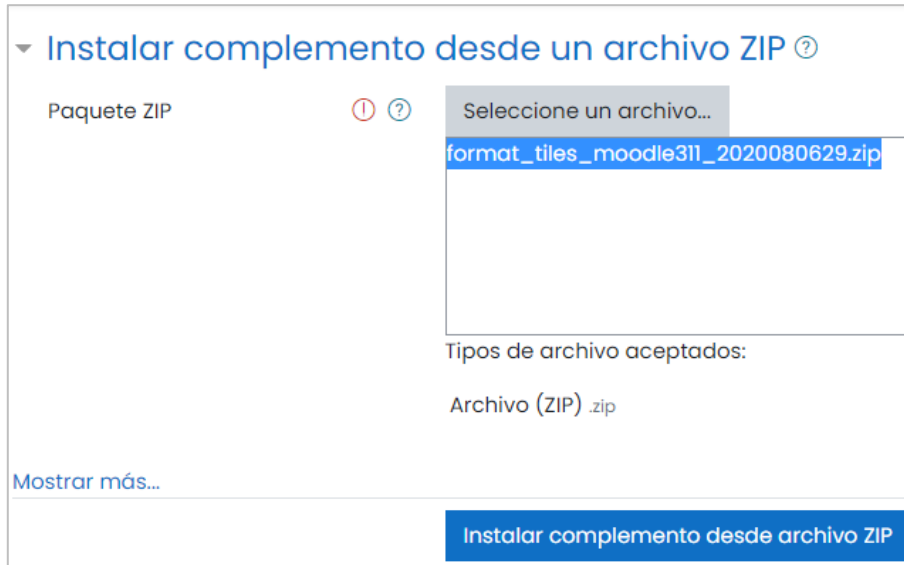 Instalar complemento desde un archivo ZIP
Paquete ZIP
Seleccione un archivo...
format_tiles_moodle311_2020080629.zip
Tipos de archivo aceptados:
Archivo (ZIP) .zip
Mostrar más...
Instalar complemento desde archivo ZIP